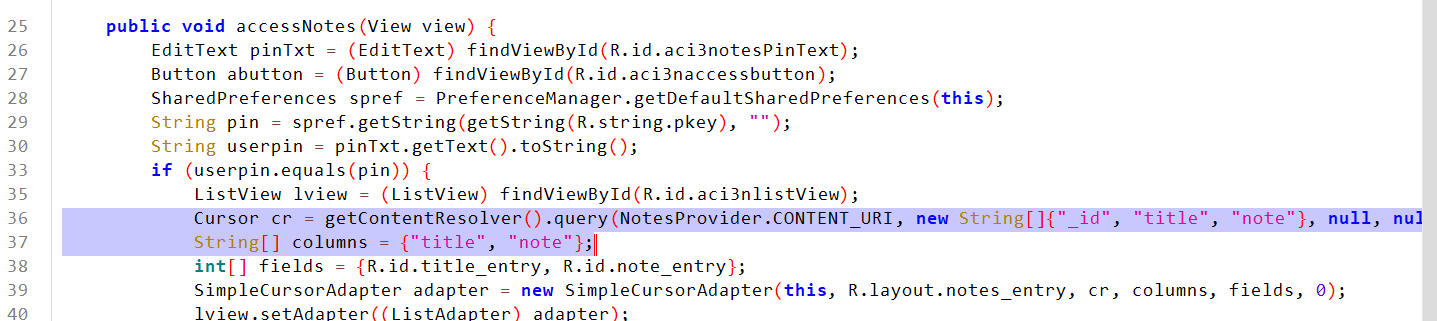 25 public void accessNotes(View view) {
26 EditText pinTxt = (EditText) findViewById(R.id.aci3notesPinText);
27 Button abutton = (Button) findViewById(R.id.aci3naccessbutton);
28 SharedPreferences spref = PreferenceManager.getDefaultSharedPreferences(this);
29 String pin = spref.getString(getString(R.string.pkey), "");
30 String userpin = pinTxt.getText().toString();
33 if (userpin.equals(pin)) {
35 ListView lview = (ListView) findViewById(R.id.aci3nlistView);
36 Cursor cr = getContentResolver().query(NotesProvider.CONTENT_URI, new String[]{"_id", "title", "note"}, null, nul
37 String[] columns = {"title", "note"};
38 int[] fields = {R.id.title_entry, R.id.note_entry};
39 SimpleCursorAdapter adapter = new SimpleCursorAdapter(this, R.layout.notes_entry, cr, columns, fields, 0);
40 lview.setAdapter((ListAdapter) adapter);